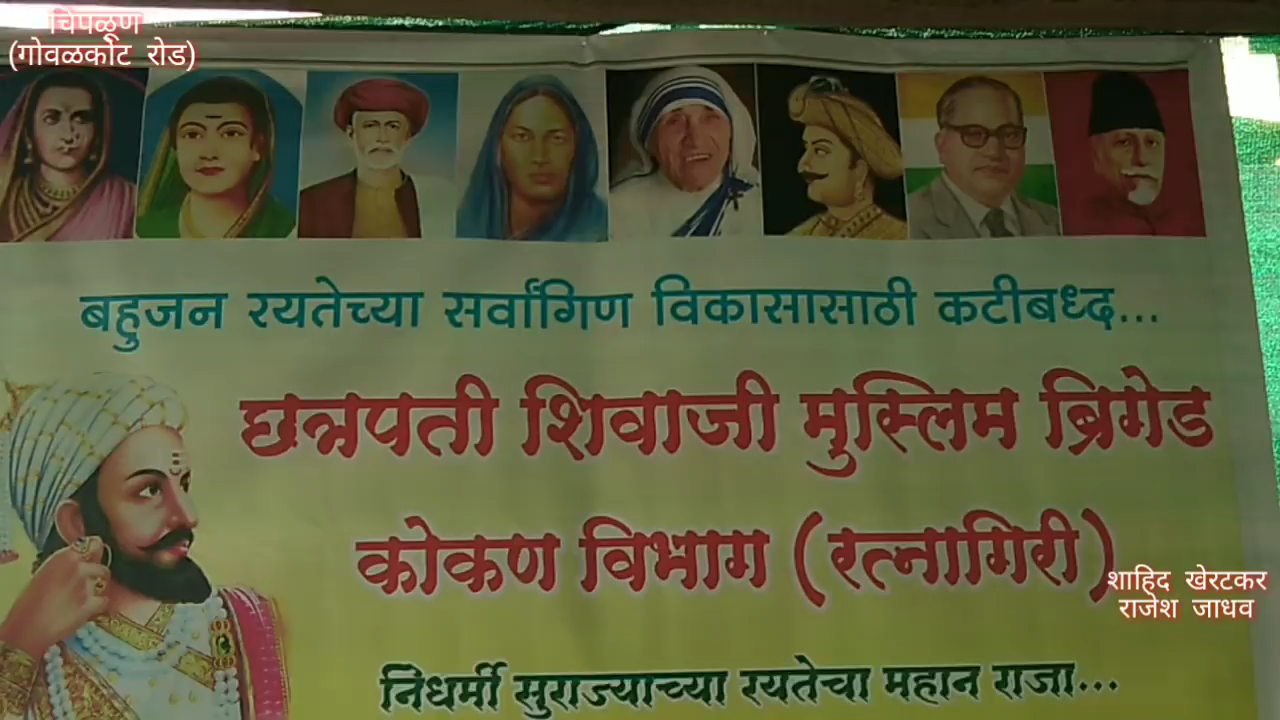 चिपळूण
(गोवळकोट रोड)
बहुजन रयतेच्या सर्वांगिण विकासासाठी कटीबध्द...
छत्रपती शिवाजी मुस्लिम ब्रिगेड
कोकण विभाग (रत्नागिरी)
शाहिद खेरटकर
राजेश जाधव
निधर्मी सुराज्याच्या रयतेचा महान राजा...